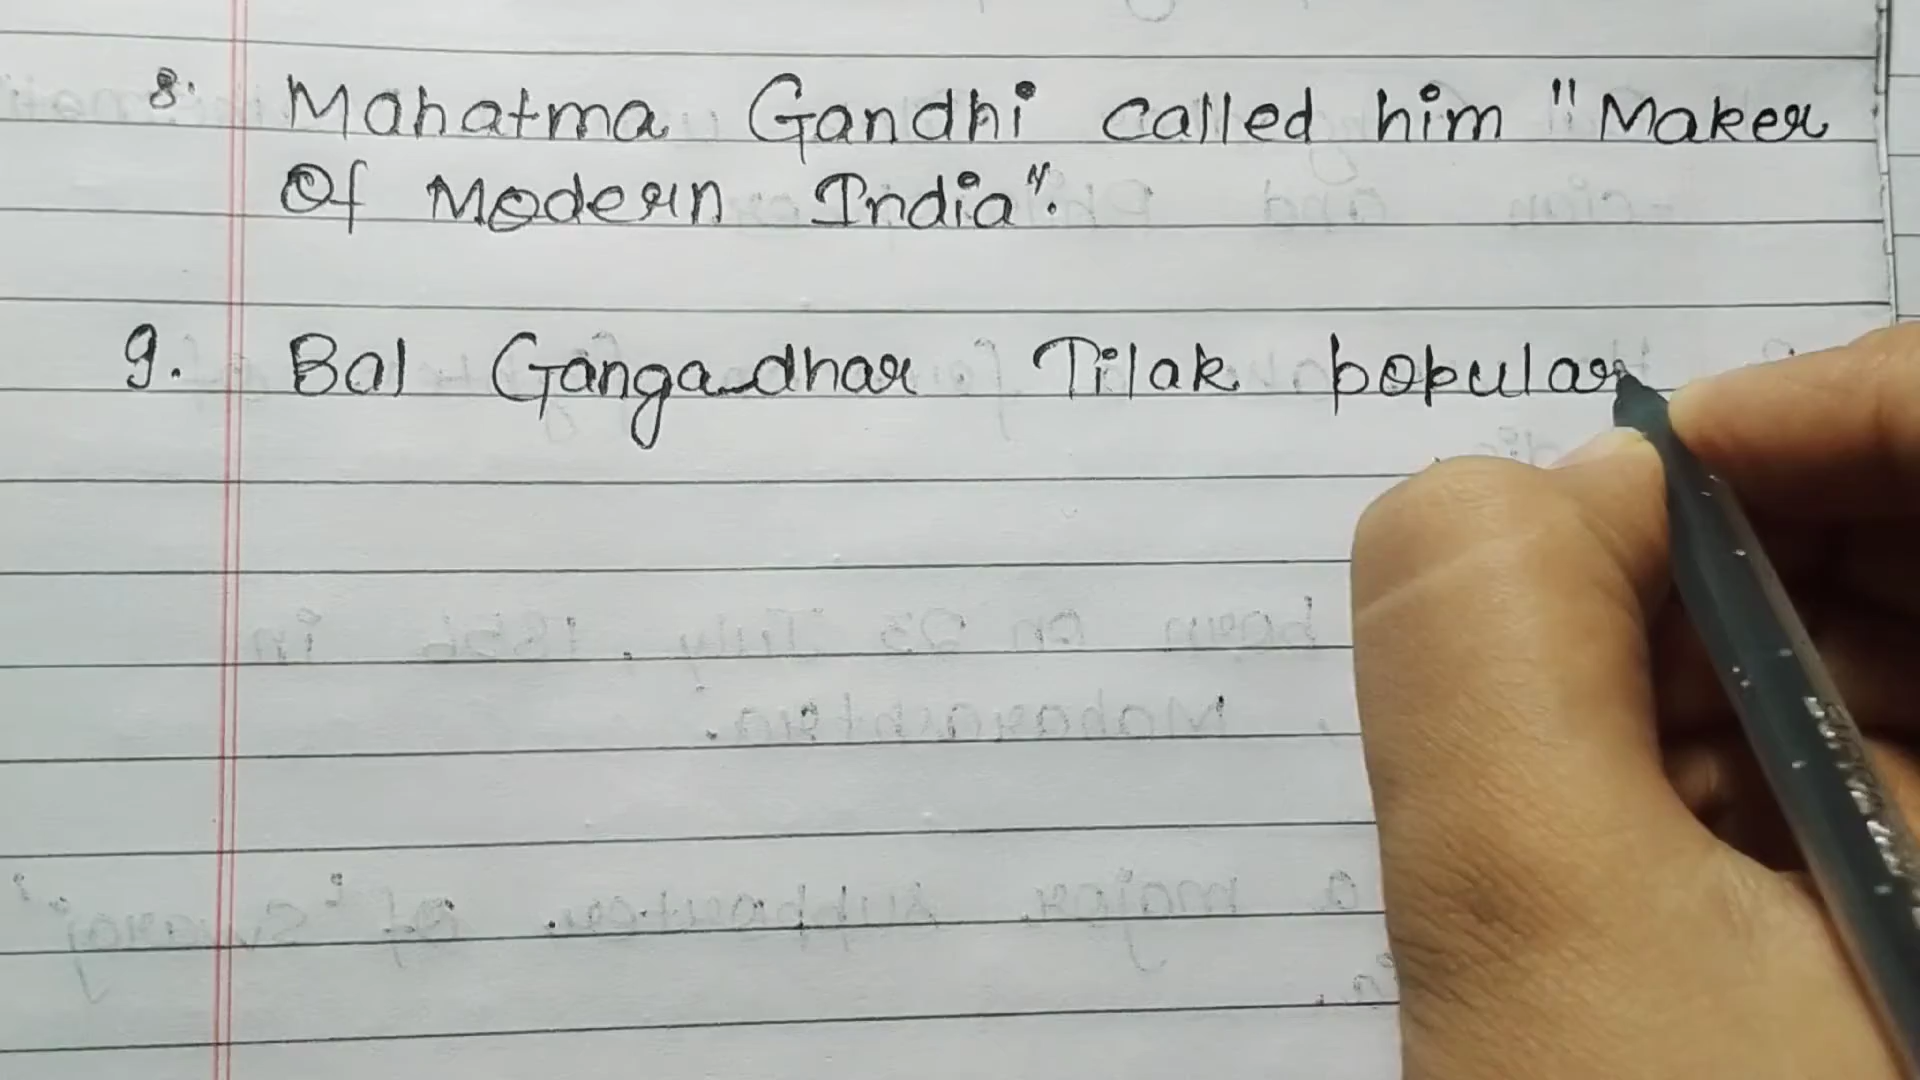 8. Mahatma Gandhi called him "Maker
Of Modern India".
9. Bal Gangadhar Tilak popular